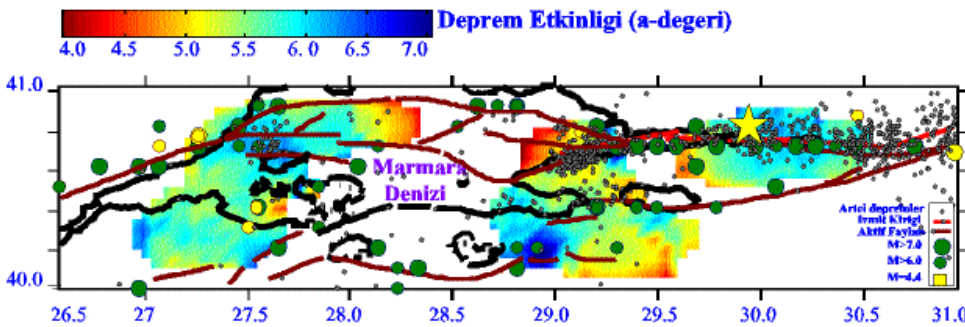 Deprem Etkinligi (a-degeri)
4.0 4.5 5.0 5.5 6.0 6.5 7.0
41.0
Marmara
Denizi
Artci depremler
Izmit Kirigi
Aktif Faylar
M>7.0
M>6.0
M=4.4
40.0
26.5 27 27.5 28.0 28.5 29.0 29.5 30.0 30.5 31.0